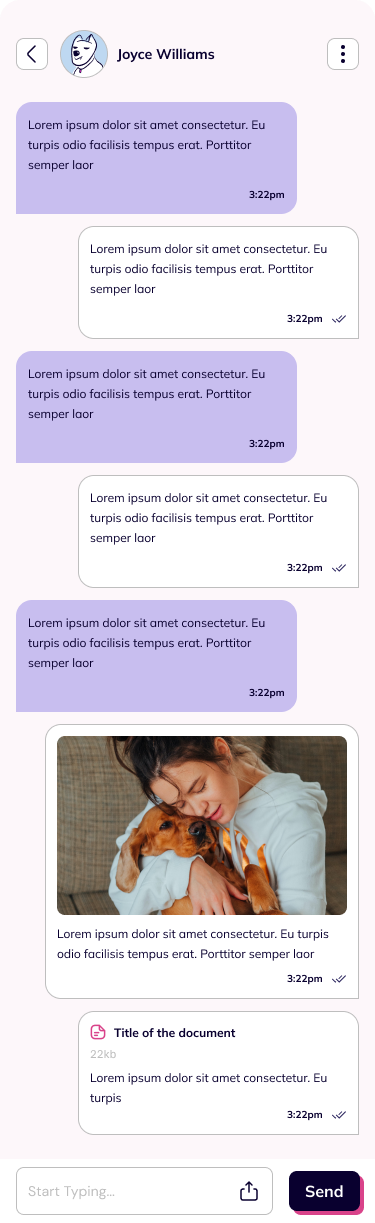 Joyce Williams
Lorem ipsum dolor sit amet consectetur. Eu
turpis odio facilisis tempus erat. Porttitor
semper laor
3:22pm
Lorem ipsum dolor sit amet consectetur. Eu
turpis odio facilisis tempus erat. Porttitor
semper laor
3:22pm
Lorem ipsum dolor sit amet consectetur. Eu
turpis odio facilisis tempus erat. Porttitor
semper laor
3:22pm
Lorem ipsum dolor sit amet consectetur. Eu
turpis odio facilisis tempus erat. Porttitor
semper laor
3:22pm
Lorem ipsum dolor sit amet consectetur. Eu
turpis odio facilisis tempus erat. Porttitor
semper laor
3:22pm
Lorem ipsum dolor sit amet consectetur. Eu turpis
odio facilisis tempus erat. Porttitor semper laor
3:22pm
Title of the document
22kb
Lorem ipsum dolor sit amet consectetur. Eu
turpis
3:22pm
Start Typing...
Send